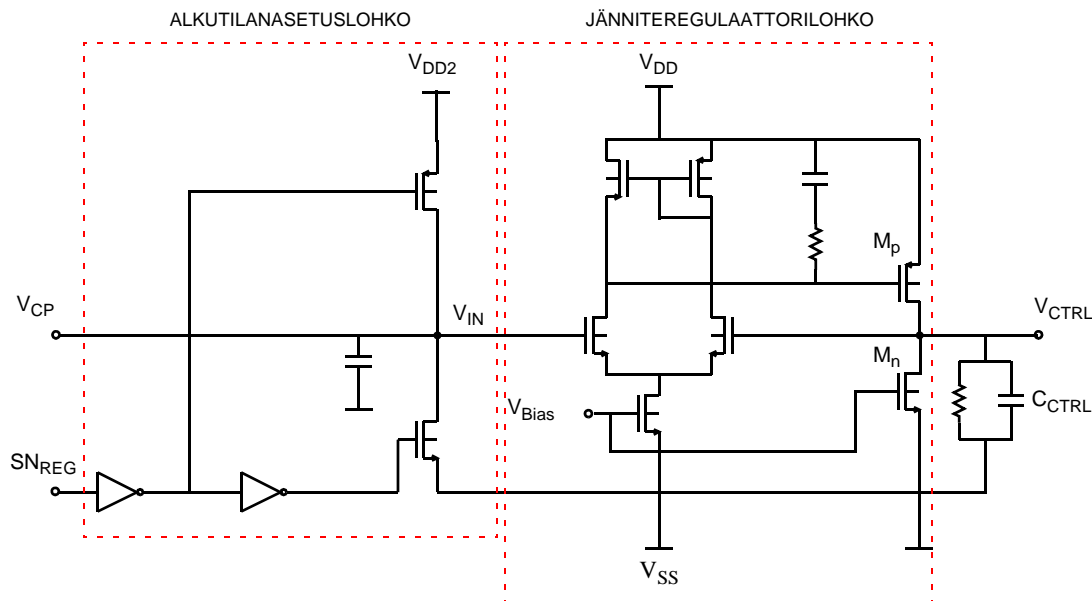 ALKUTILANASETUSLOHKO
JÄNNITEREGULAATTORILOHKO
VDD2
VDD
Mp
VCP
VIN
VCTRL
Mn
VBias
CCTRL
SNREG
VSS